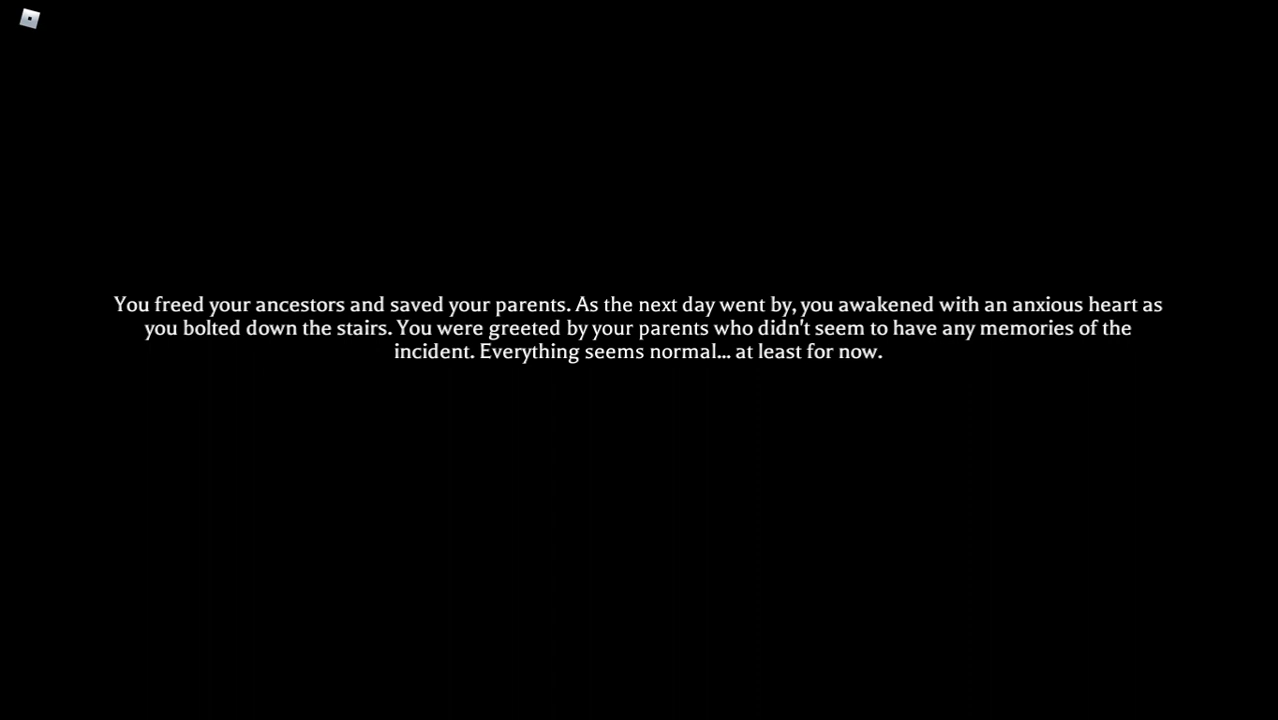 You freed your ancestors and saved your parents. As the next day went by, you awakened with an anxious heart as
you bolted down the stairs. You were greeted by your parents who didn't seem to have any memories of the
incident. Everything seems normal... at least for now.